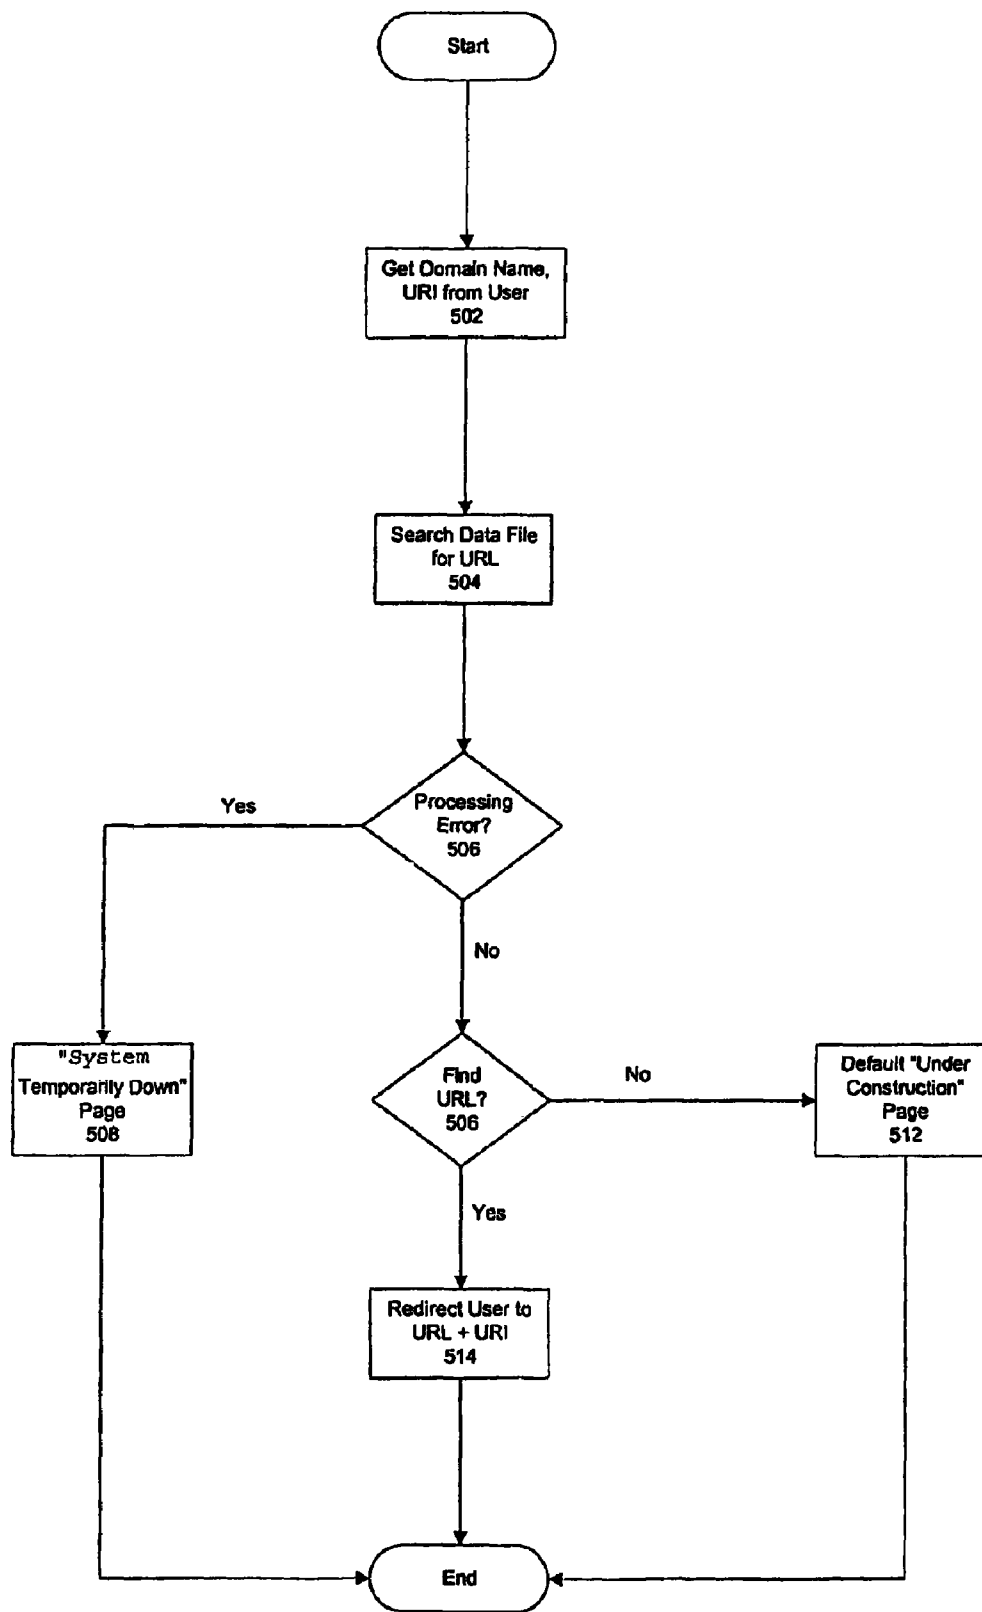 Start
Get Domain Name,
URI from User
502
Search Data File
for URL
504
Processing
Error?
506
Yes
No
"System
Temporarily Down"
Page
508
Find
URL?
506
No
Default "Under
Construction"
Page
512
Yes
Redirect User to
URL + URI
514
End